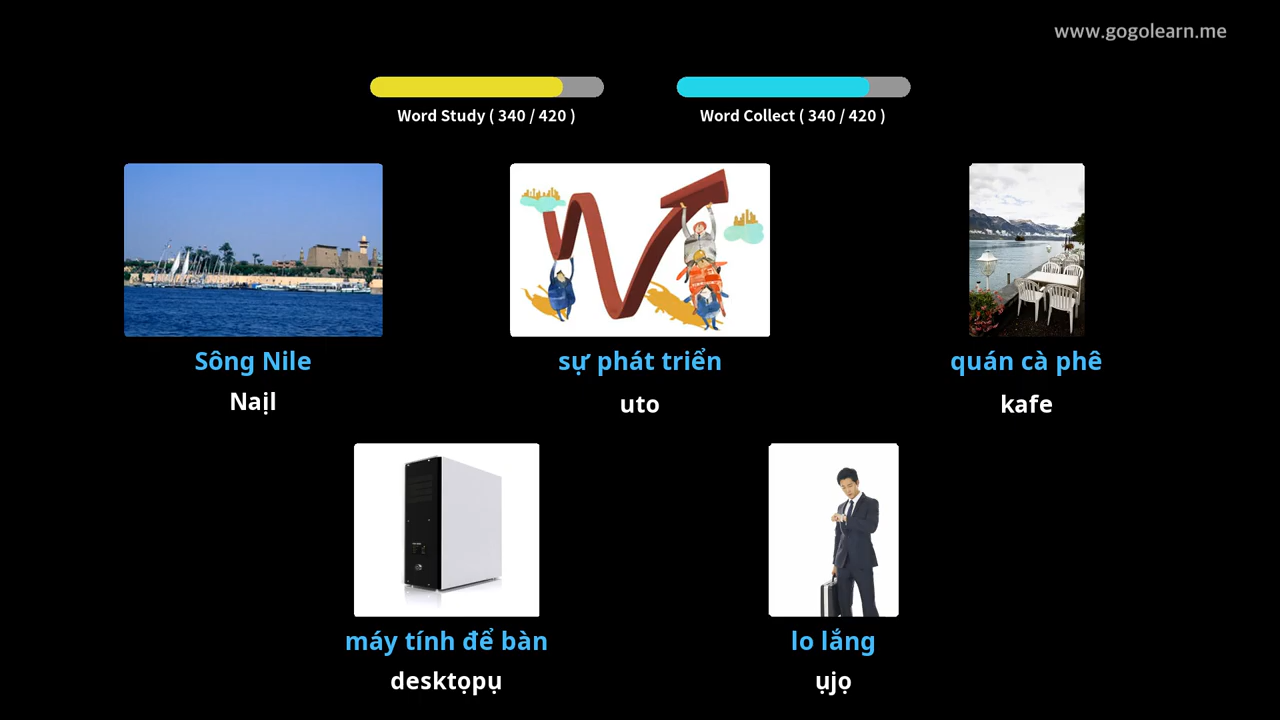 www.gogolearn.me
Word Study ( 340 / 420 )
Word Collect ( 340 / 420 )
Sông Nile
Naịl
sự phát triển
uto
quán cà phê
kafe
máy tính để bàn
desktọpụ
lo lắng
ụjọ